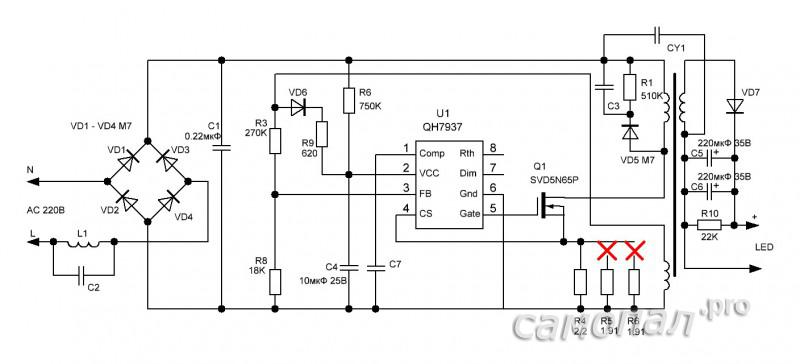 CY1
VD1 - VD4 M7
C1
0.22мкФ
R3
270K
VD6
R9
620
R6
750K
U1
QH7937
1 Comp Rth 8
2 VCC Dim 7
3 FB Gnd 6
4 CS Gate 5
Q1
SVD5N65P
C3
R1
510K
VD5 M7
VD7
220мкФ 35В
C5 +
220мкФ 35В
C6 +
R10
22K
+
LED
VD1
VD3
VD2
VD4
N
AC 220В
L
L1
C2
R8
18K
C4
10мкФ 25В
C7
R4
2,2
R5
1.91
R6
1.91
самопал.pro